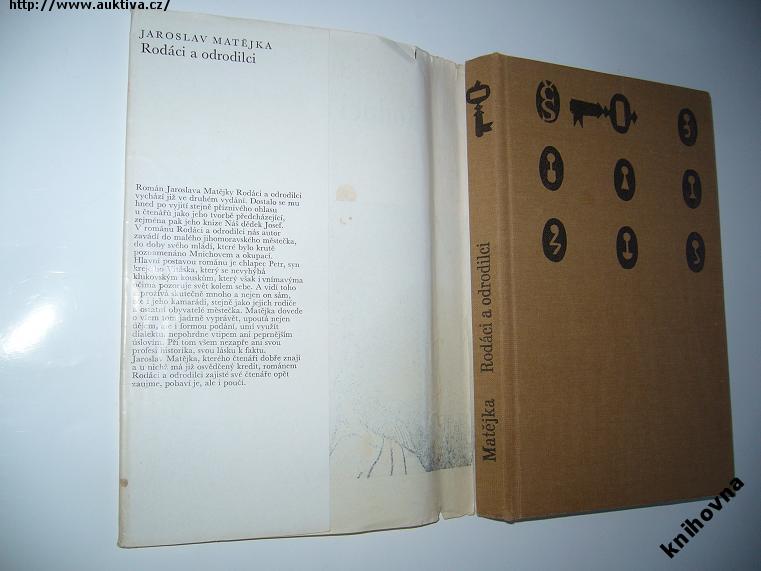 http://www.auktiva.cz/
JAROSLAV MATĚJKA
Rodáci a odrodilci
Román Jaroslava Matějky Rodáci a odrodilci
vychází již ve druhém vydání. Dostalo se mu
hned po vyjití stejně příznivého ohlasu
u čtenářů jako jeho tvorbě předcházející,
zejména pak jeho knize Náš dědek Josef.
V románu Rodáci a odrodilci nás autor
zavádí do malého jihomoravského městečka,
do doby svého mládí, které bylo krutě
poznamenáno Mnichovem a okupací.
Hlavní postavou románu je chlapec Petr, syn
krejčího Vitáska, který se nevyhýbá
klukovským kouskům, který však i vnímavýma
očima pozoruje svět kolem sebe. A vidí toho
a prožívá skutečně mnoho a nejen on sám,
ale i jeho kamarádi, stejně jako jejich rodiče
a ostatní obyvatelé městečka. Matějka dovede
o všem tom jadrně vyprávět, upoutá nejen
dějem, ale i formou podání, umí využít
dialektu, nepohrdne vtipem ani peprnějším
úslovím. Při tom všem nezapře ani svou
profesi historika, svou lásku k faktu.
Jaroslav Matějka, kterého čtenáři dobře znají
a u nichž má již osvědčený kredit, románem
Rodáci a odrodilci zajisté své čtenáře opět
zaujme, pobaví je, ale i poučí.
Matějka Rodáci a odrodilci
ČS
knihovna